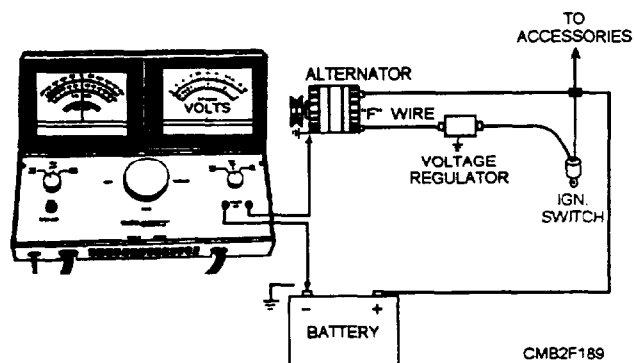 TO
ACCESSORIES
ALTERNATOR
VOLTS
"F" WIRE
VOLTAGE
REGULATOR
IGN.
SWITCH
- +
BATTERY
CMB2F189